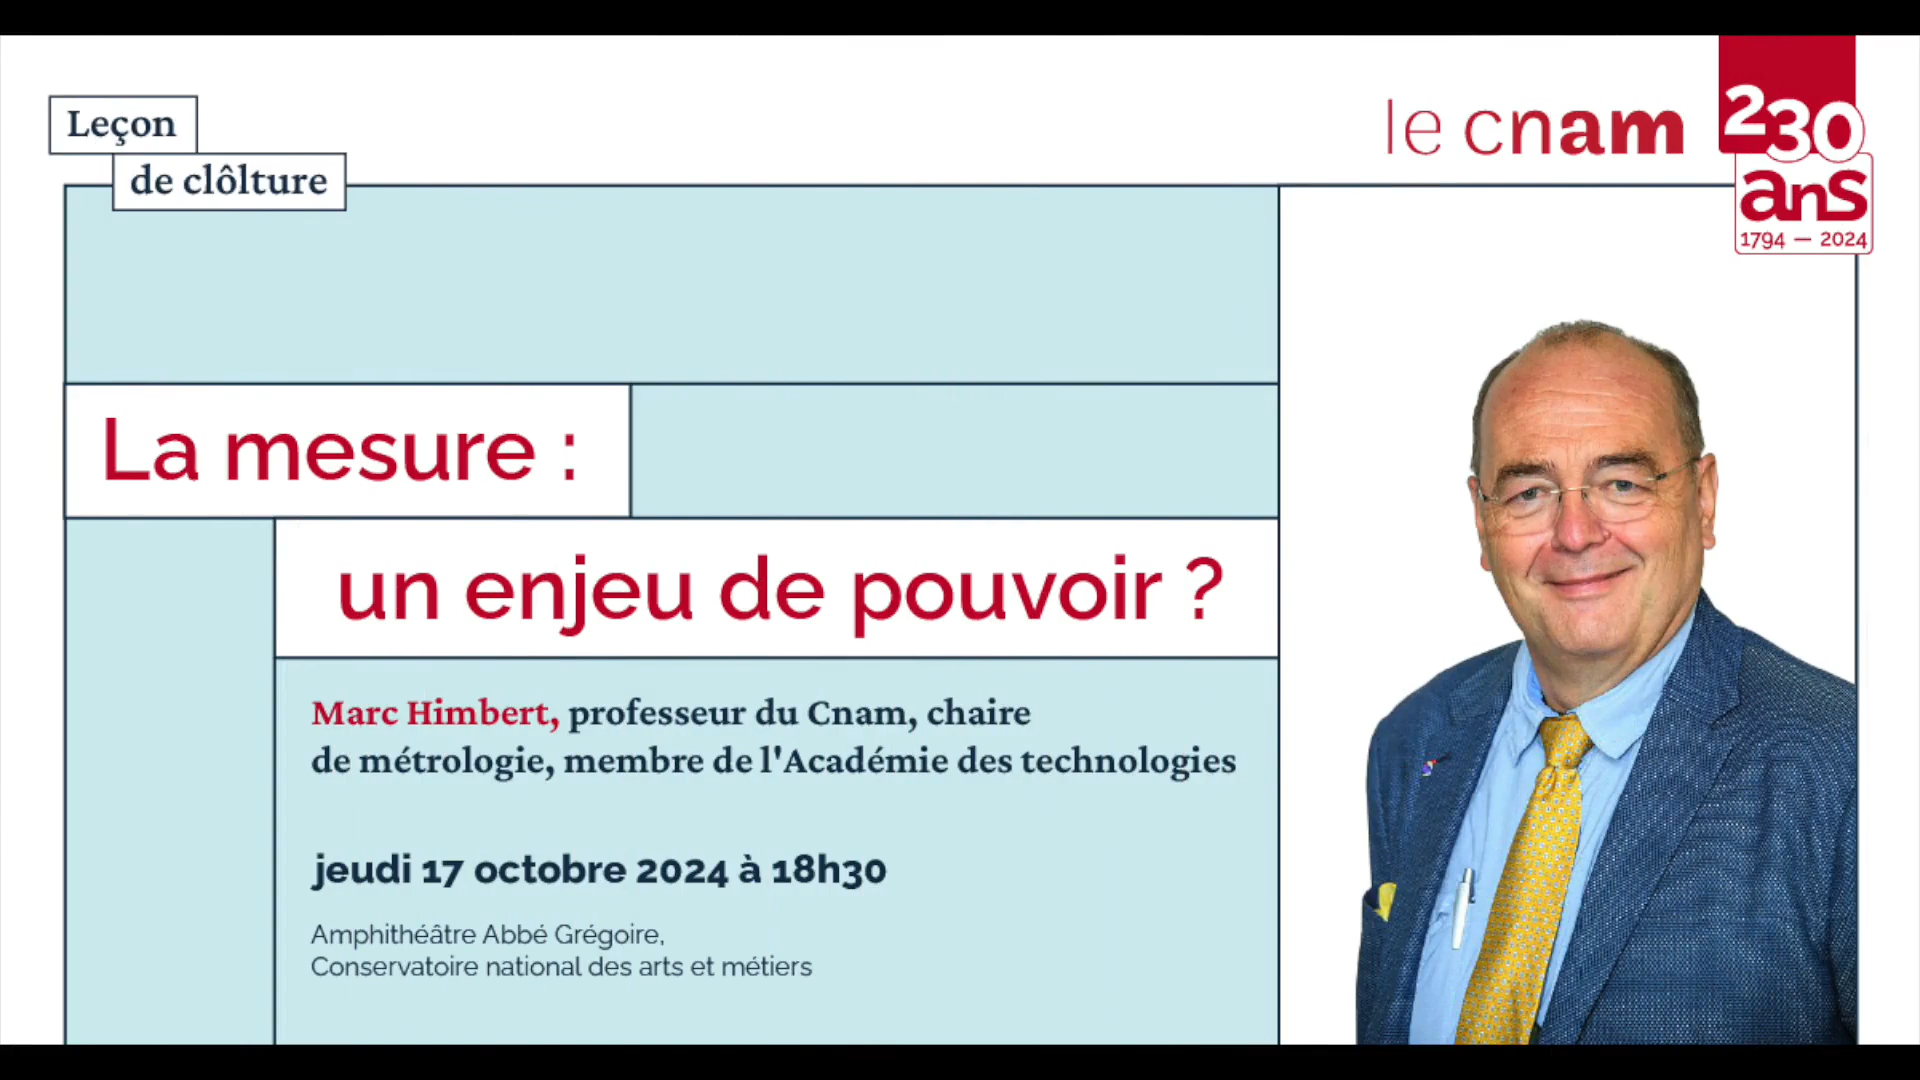 Leçon
de clôlture
le cnam
230
ans
1794 — 2024
La mesure :
un enjeu de pouvoir ?
Marc Himbert, professeur du Cnam, chaire
de métrologie, membre de l'Académie des technologies
jeudi 17 octobre 2024 à 18h30
Amphithéâtre Abbé Grégoire,
Conservatoire national des arts et métiers